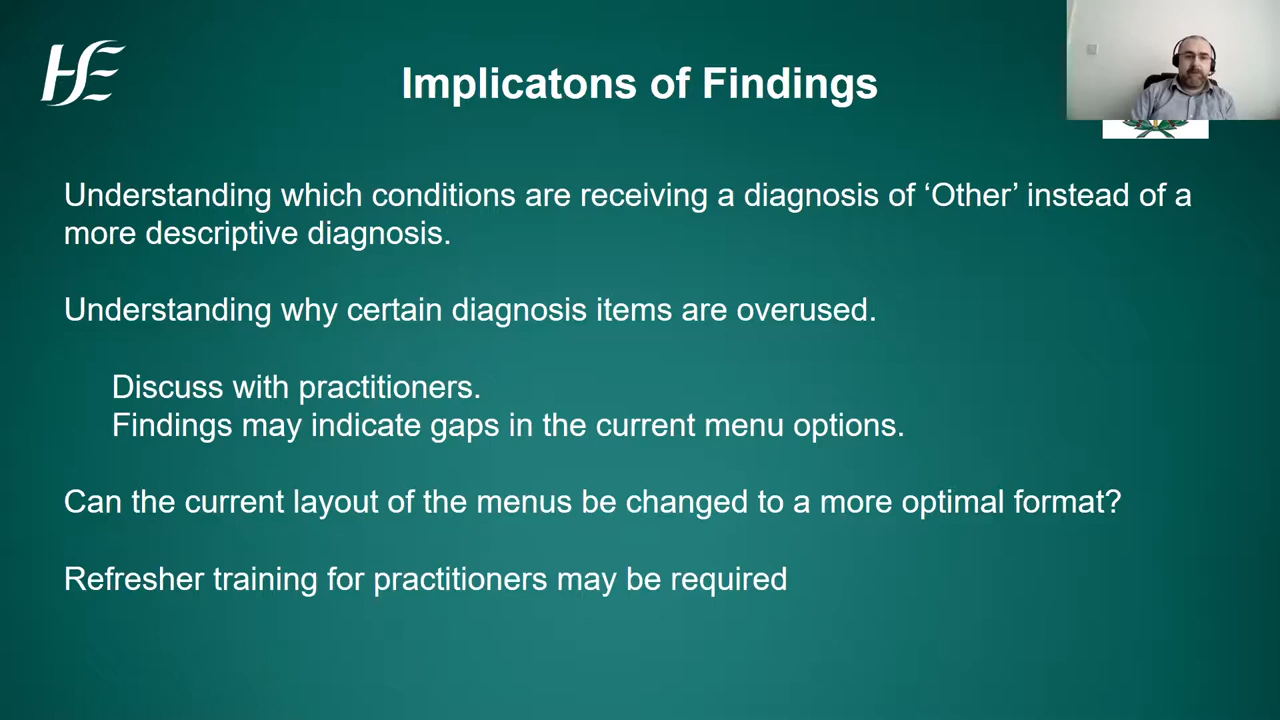 HSE
Implicatons of Findings
Understanding which conditions are receiving a diagnosis of ‘Other’ instead of a
more descriptive diagnosis.
Understanding why certain diagnosis items are overused.
Discuss with practitioners.
Findings may indicate gaps in the current menu options.
Can the current layout of the menus be changed to a more optimal format?
Refresher training for practitioners may be required